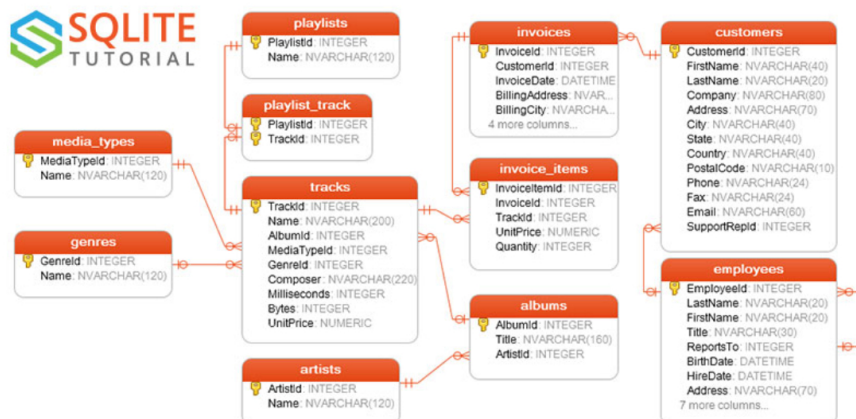 SQLITE
TUTORIAL
playlists
PlaylistId: INTEGER
Name: NVARCHAR(120)
playlist_track
PlaylistId: INTEGER
TrackId: INTEGER
media_types
MediaTypeId: INTEGER
Name: NVARCHAR(120)
genres
GenreId: INTEGER
Name: NVARCHAR(120)
tracks
TrackId: INTEGER
Name: NVARCHAR(200)
AlbumId: INTEGER
MediaTypeId: INTEGER
GenreId: INTEGER
Composer: NVARCHAR(220)
Milliseconds: INTEGER
Bytes: INTEGER
UnitPrice: NUMERIC
artists
ArtistId: INTEGER
Name: NVARCHAR(120)
invoices
InvoiceId: INTEGER
CustomerId: INTEGER
InvoiceDate: DATETIME
BillingAddress: NVAR...
BillingCity: NVARCHA...
4 more columns...
invoice_items
InvoiceItemId: INTEGER
InvoiceId: INTEGER
TrackId: INTEGER
UnitPrice: NUMERIC
Quantity: INTEGER
albums
AlbumId: INTEGER
Title: NVARCHAR(160)
ArtistId: INTEGER
customers
CustomerId: INTEGER
FirstName: NVARCHAR(40)
LastName: NVARCHAR(20)
Company: NVARCHAR(80)
Address: NVARCHAR(70)
City: NVARCHAR(40)
State: NVARCHAR(40)
Country: NVARCHAR(40)
PostalCode: NVARCHAR(10)
Phone: NVARCHAR(24)
Fax: NVARCHAR(24)
Email: NVARCHAR(60)
SupportRepId: INTEGER
employees
EmployeeId: INTEGER
LastName: NVARCHAR(20)
FirstName: NVARCHAR(20)
Title: NVARCHAR(30)
ReportsTo: INTEGER
BirthDate: DATETIME
HireDate: DATETIME
Address: NVARCHAR(70)
7 more columns...